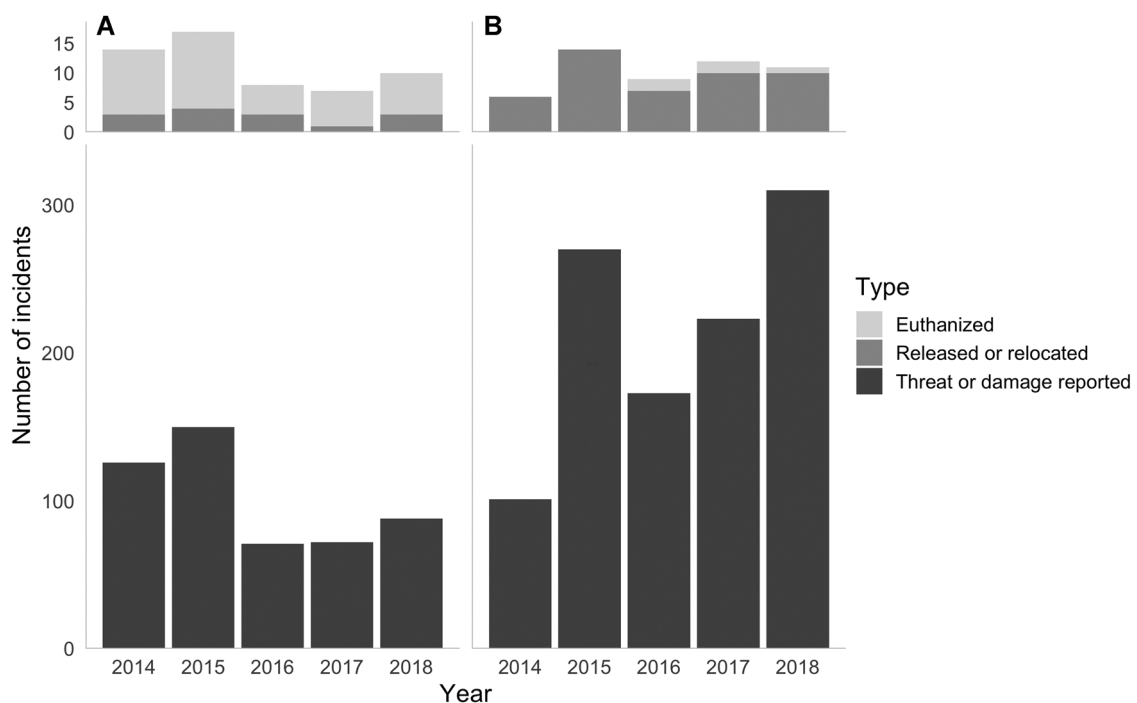 A
B
15
10
5
0
300
200
100
0
Number of incidents
2014 2015 2016 2017 2018
2014 2015 2016 2017 2018
Year
Type
Euthanized
Released or relocated
Threat or damage reported